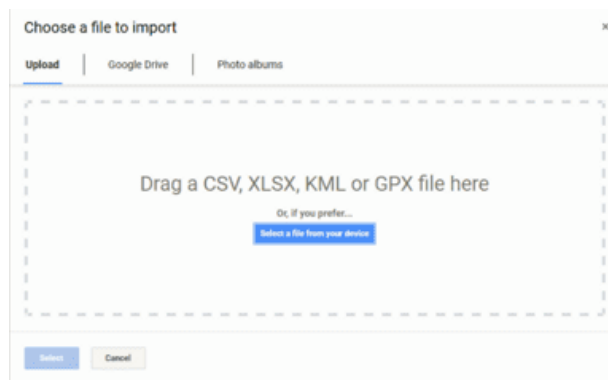 Choose a file to import
×
Upload Google Drive Photo albums
Drag a CSV, XLSX, KML or GPX file here
Or, if you prefer...
Select a file from your device
Select Cancel